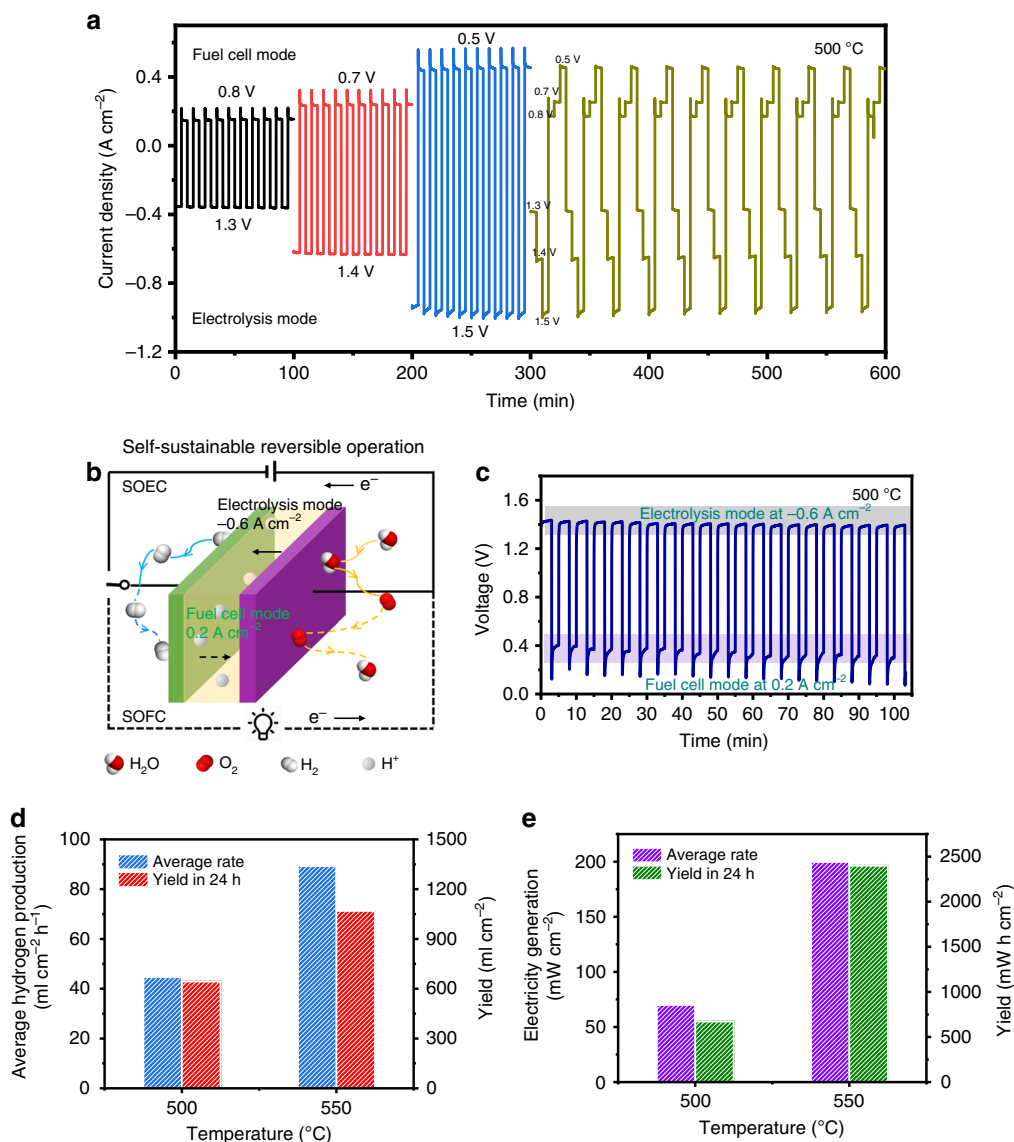 a
Fuel cell mode
0.5 V
500 °C
0.7 V
0.8 V
0.5 V
0.7 V
0.8 V
1.3 V
1.4 V
1.5 V
1.3 V
1.4 V
1.5 V
Electrolysis mode
0.4
0.0
−0.4
−0.8
−1.2
Current density (A cm⁻²)
0 100 200 300 400 500 600
Time (min)
Self-sustainable reversible operation
b
SOEC
e⁻
Electrolysis mode
−0.6 A cm⁻²
Fuel cell mode
0.2 A cm⁻²
SOFC
e⁻
H₂O O₂ H₂ H⁺
c
500 °C
Electrolysis mode at −0.6 A cm⁻²
Fuel cell mode at 0.2 A cm⁻²
1.6
1.2
0.8
0.4
0.0
Voltage (V)
0 10 20 30 40 50 60 70 80 90 100
Time (min)
d
Average rate
Yield in 24 h
100
80
60
40
20
0
Average hydrogen production
(ml cm⁻² h⁻¹)
1500
1200
900
600
300
0
Yield (ml cm⁻²)
500 550
Temperature (°C)
e
Average rate
Yield in 24 h
200
150
100
50
0
Electricity generation
(mW cm⁻²)
2500
2000
1500
1000
500
0
Yield (mW h cm⁻²)
500 550
Temperature (°C)